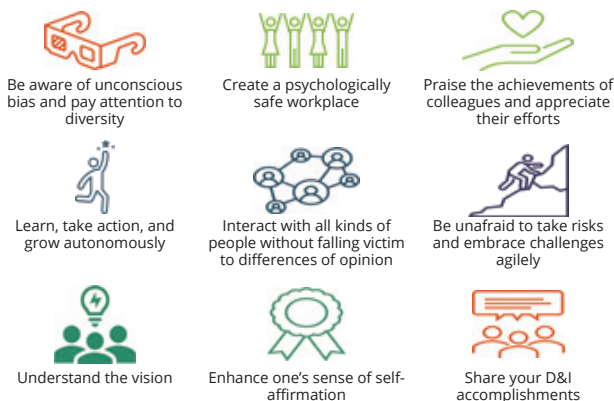 Be aware of unconscious
bias and pay attention to
diversity
Create a psychologically
safe workplace
Praise the achievements of
colleagues and appreciate
their efforts
Learn, take action, and
grow autonomously
Interact with all kinds of
people without falling victim
to differences of opinion
Be unafraid to take risks
and embrace challenges
agilely
Understand the vision
Enhance one's sense of self-
affirmation
Share your D&I
accomplishments